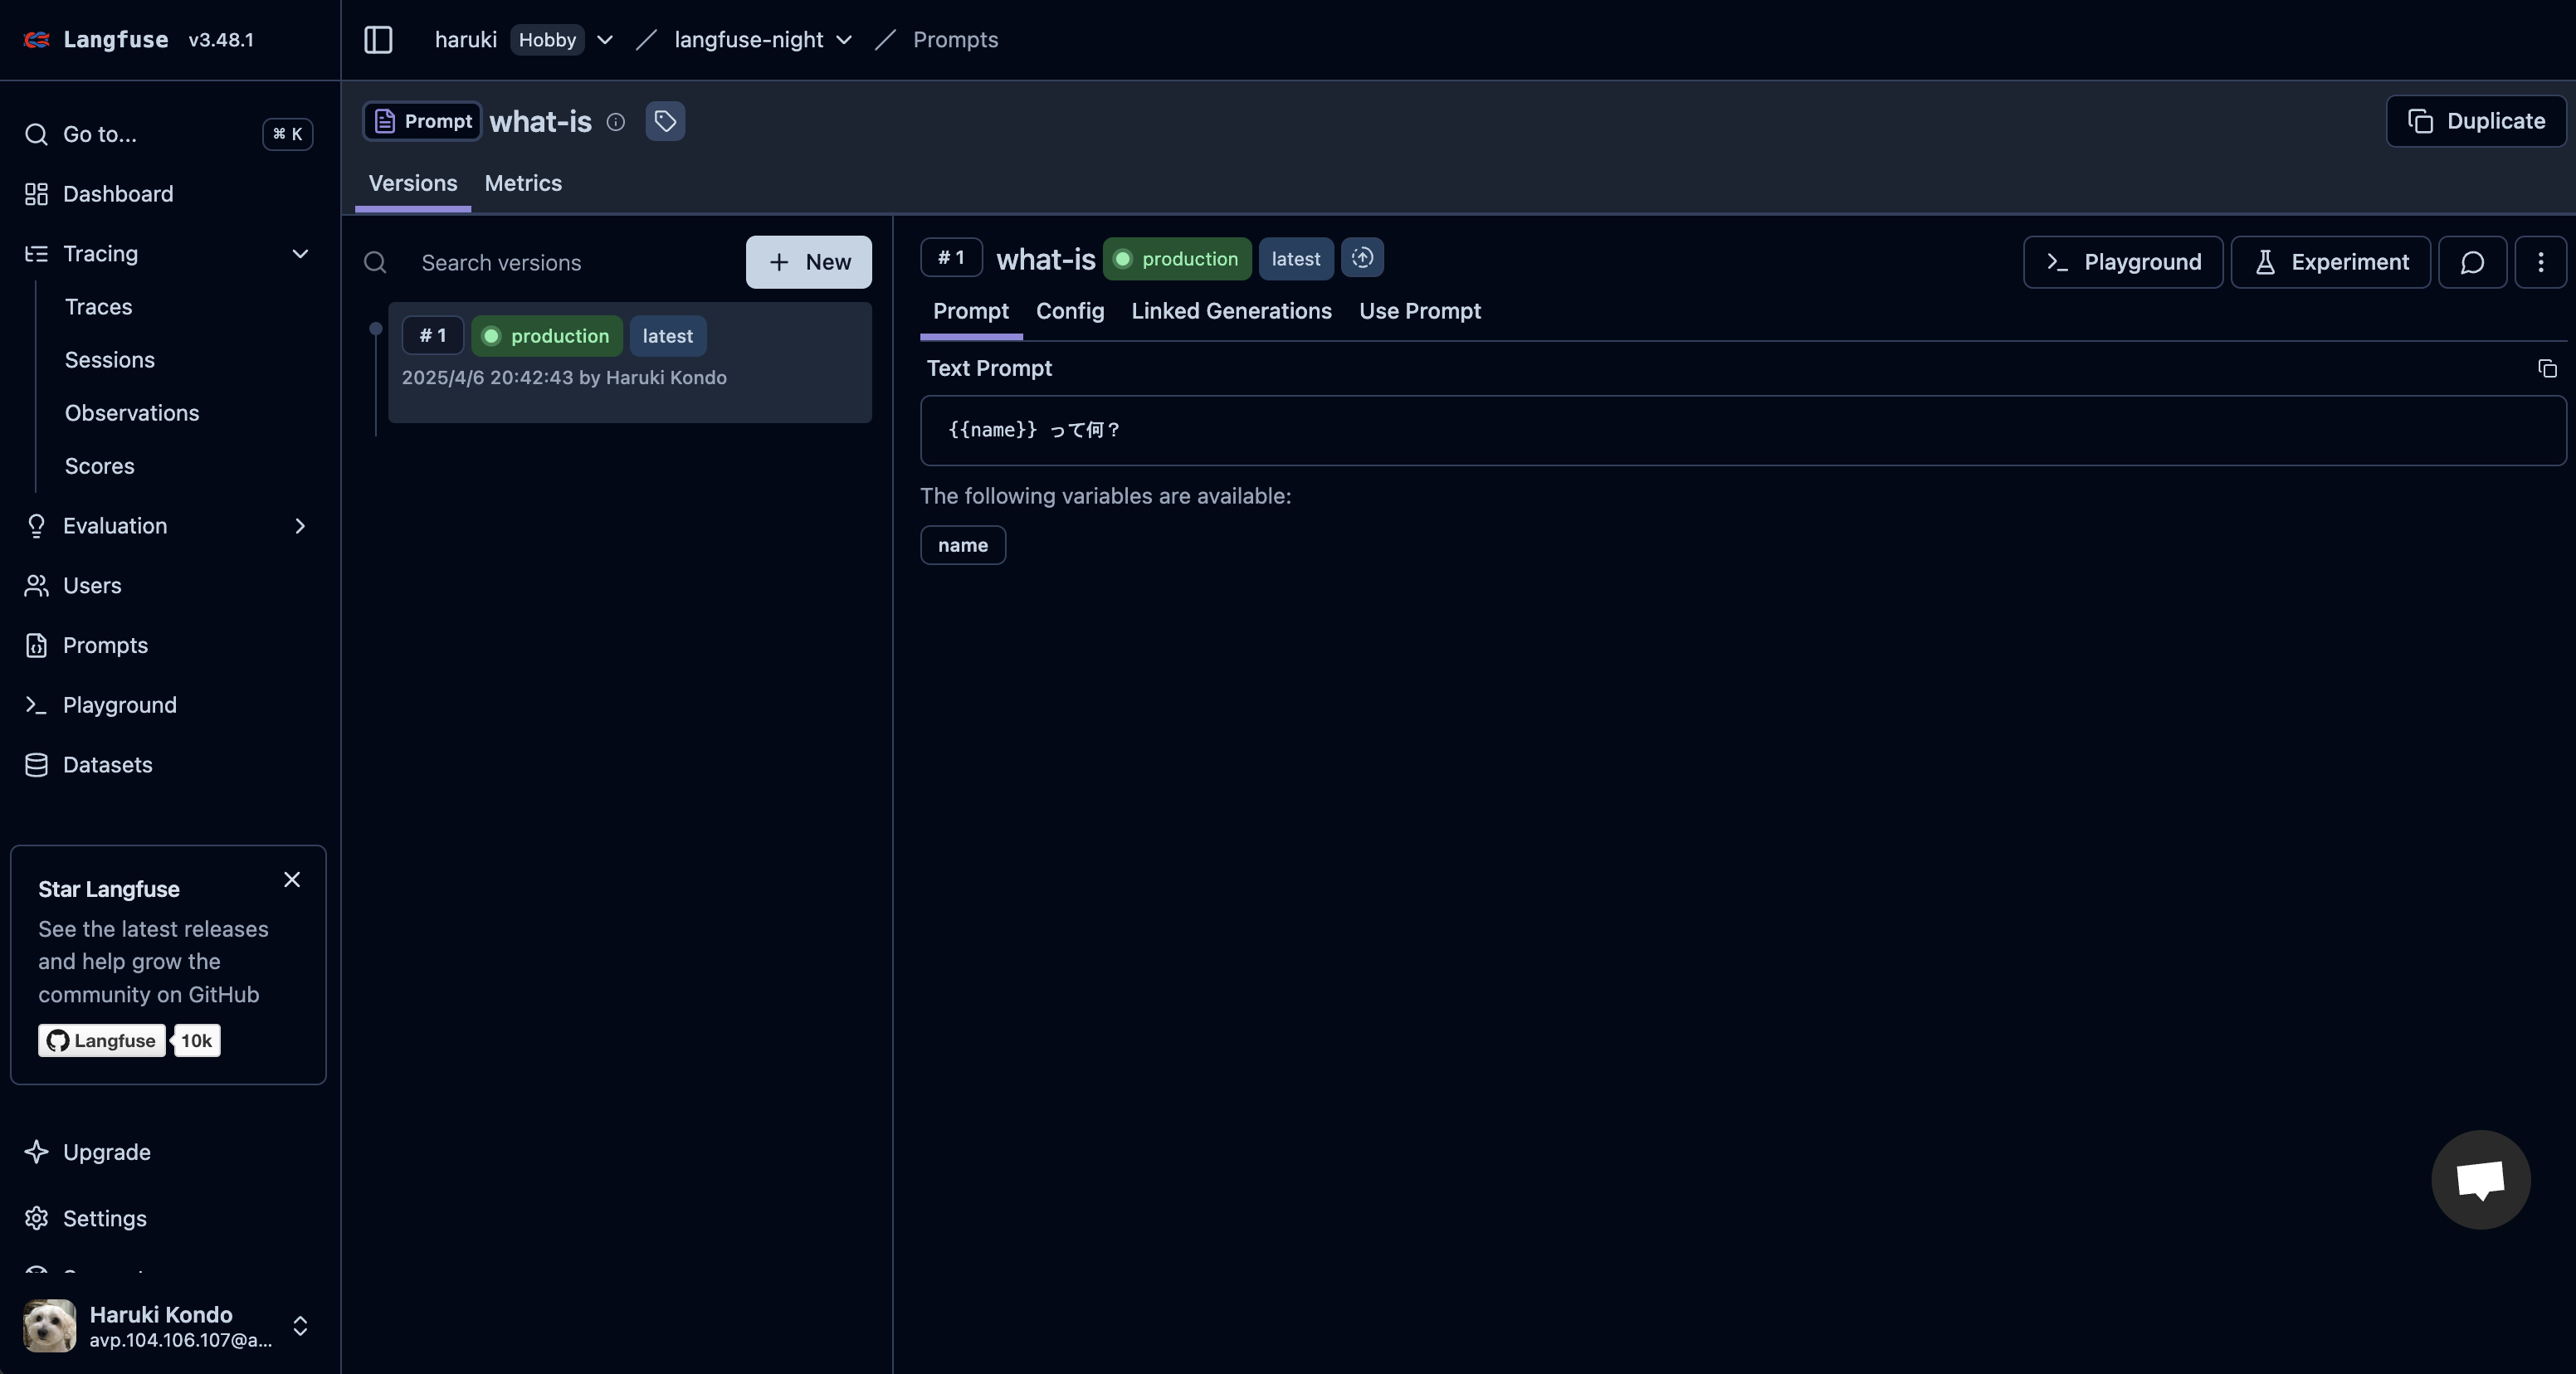 Langfuse v3.48.1
haruki Hobby langfuse-night Prompts
Go to... ⌘ K
Dashboard
Tracing
Traces
Sessions
Observations
Scores
Evaluation
Users
Prompts
Playground
Datasets
Star Langfuse
See the latest releases
and help grow the
community on GitHub
Langfuse 10k
Upgrade
Settings
Haruki Kondo
avp.104.106.107@a...
Prompt what-is
Duplicate
Versions Metrics
Search versions
New
# 1 production latest
2025/4/6 20:42:43 by Haruki Kondo
# 1 what-is production latest
Playground Experiment
Prompt Config Linked Generations Use Prompt
Text Prompt
{{name}} って何？
The following variables are available:
name